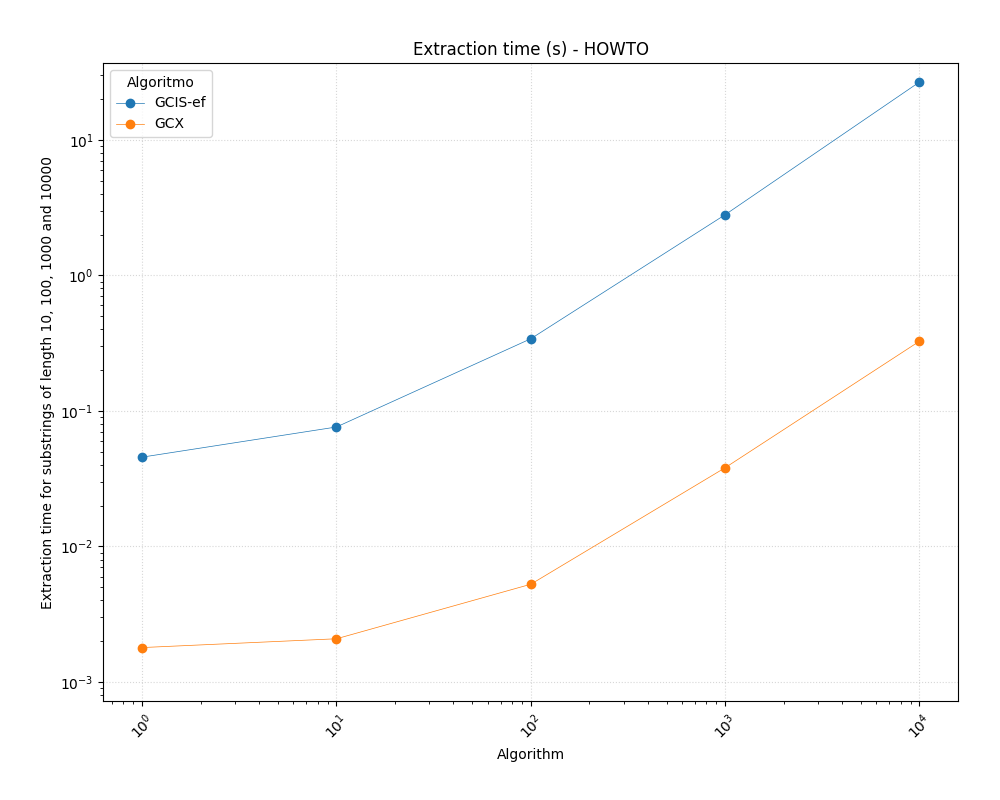 Extraction time (s) - HOWTO
Algoritmo
GCIS-ef
GCX
Extraction time for substrings of length 10, 100, 1000 and 10000
10¹
10⁰
10⁻¹
10⁻²
10⁻³
10⁰ 10¹ 10² 10³ 10⁴
Algorithm